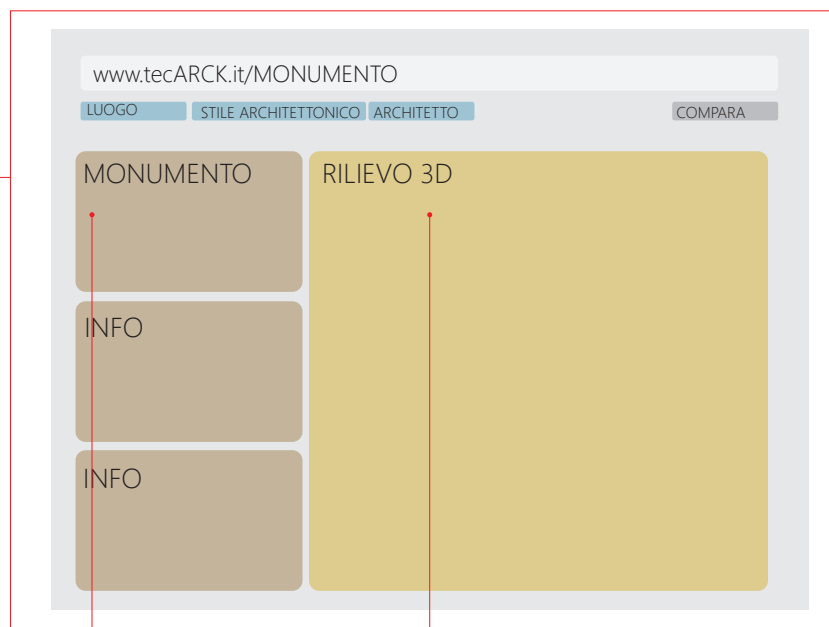 www.tecARCK.it/MONUMENTO
LUOGO STILE ARCHITETTONICO ARCHITETTO COMPARA
MONUMENTO
RILIEVO 3D
INFO
INFO